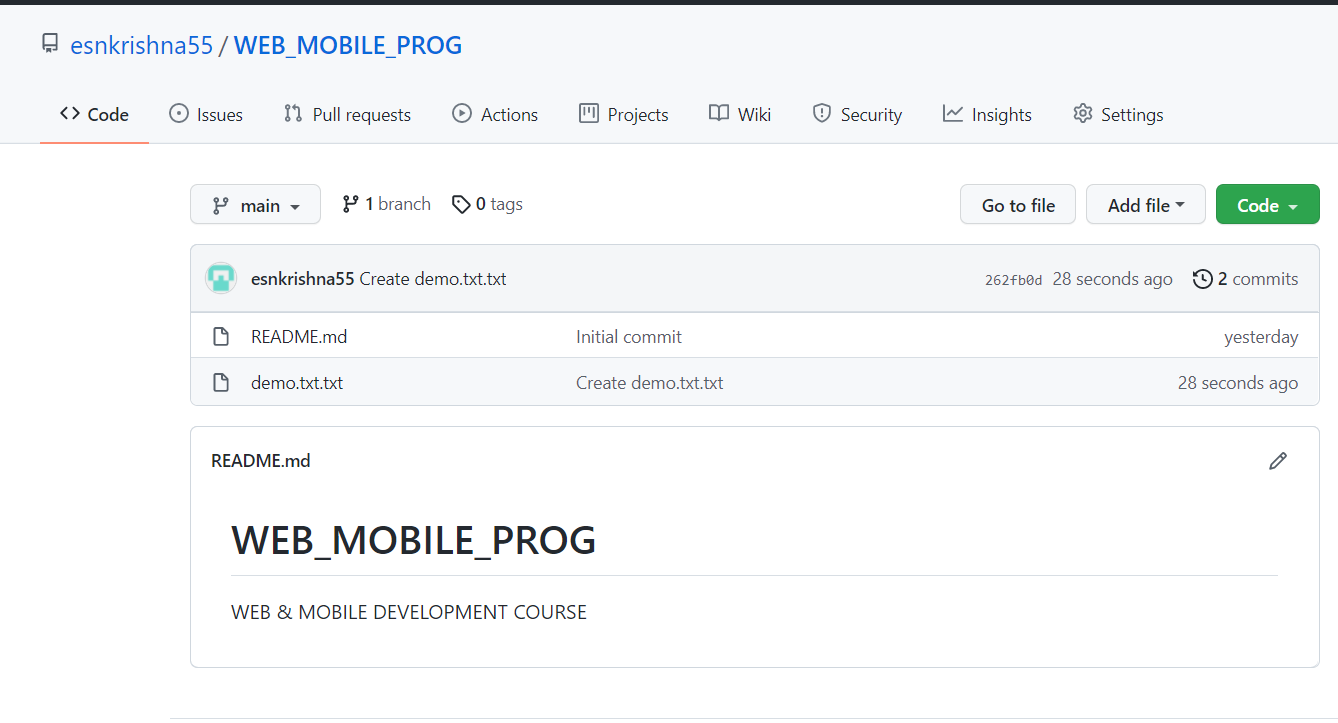 esnkrishna55 / WEB_MOBILE_PROG
Code Issues Pull requests Actions Projects Wiki Security Insights Settings
main 1 branch 0 tags Go to file Add file Code
esnkrishna55 Create demo.txt.txt 262fb0d 28 seconds ago 2 commits
README.md Initial commit yesterday
demo.txt.txt Create demo.txt.txt 28 seconds ago
README.md
WEB_MOBILE_PROG
WEB & MOBILE DEVELOPMENT COURSE